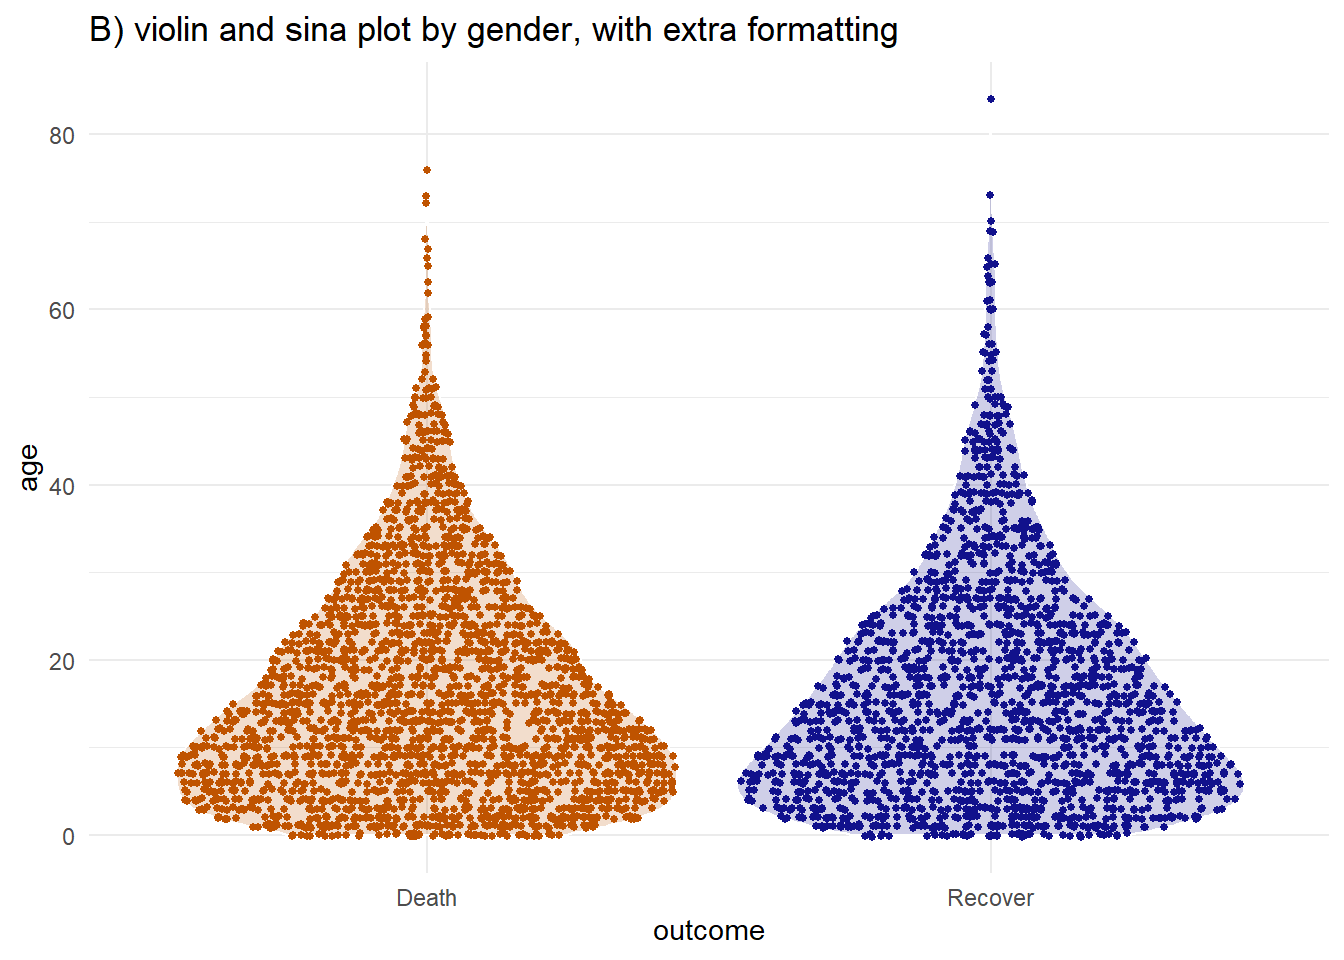 B) violin and sina plot by gender, with extra formatting
80
60
40
20
0
age
Death
Recover
outcome